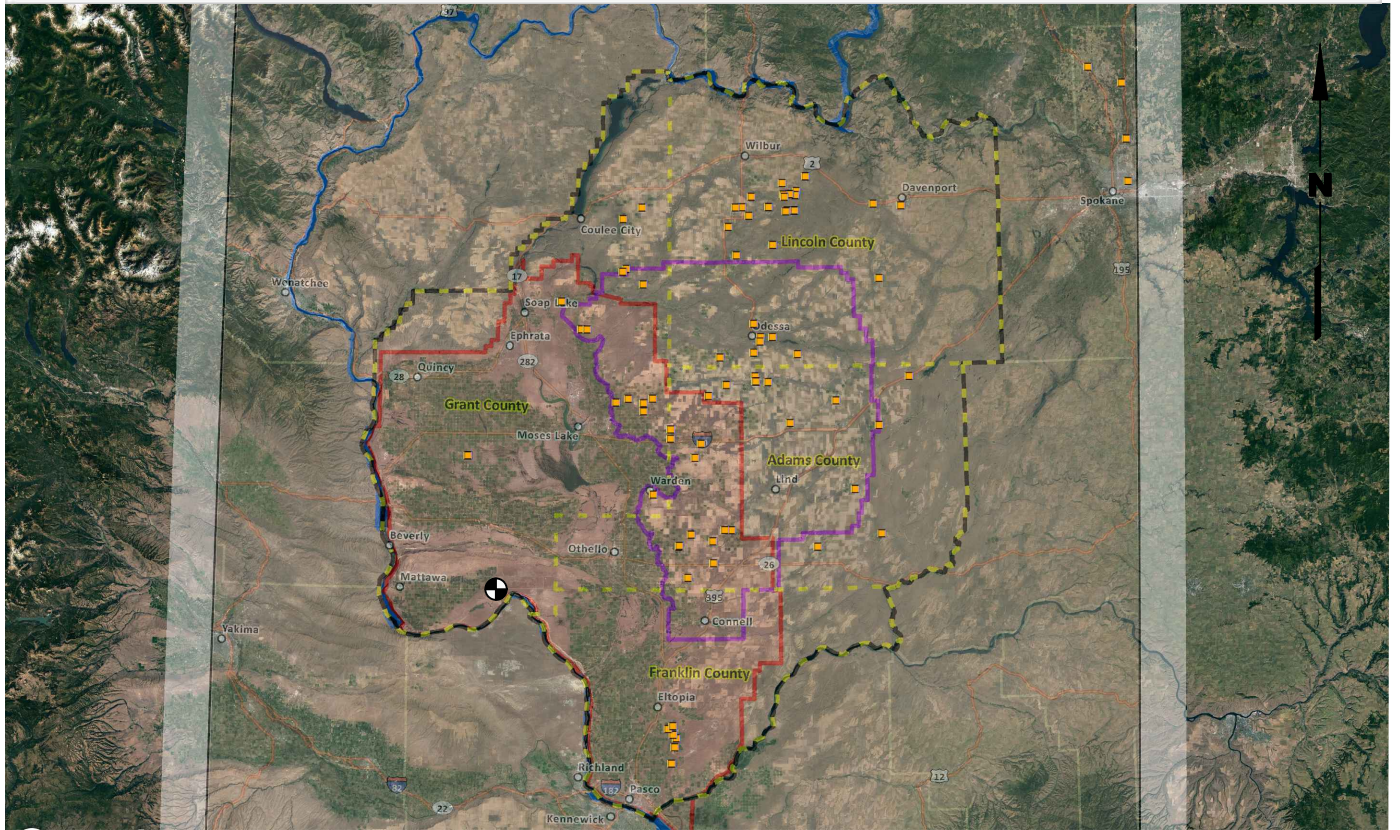 97
Wilbur
2
Davenport
Spokane
N
Coulee City
Lincoln County
195
17
Wenatchee
Soap Lake
Odessa
Ephrata
282
28
Quincy
Grant County
Moses Lake
Adams County
Warden
Lind
Beverly
Othello
26
Mattawa
395
Connell
Yakima
Franklin County
Eltopia
Richland
12
82
182
Pasco
22
Kennewick